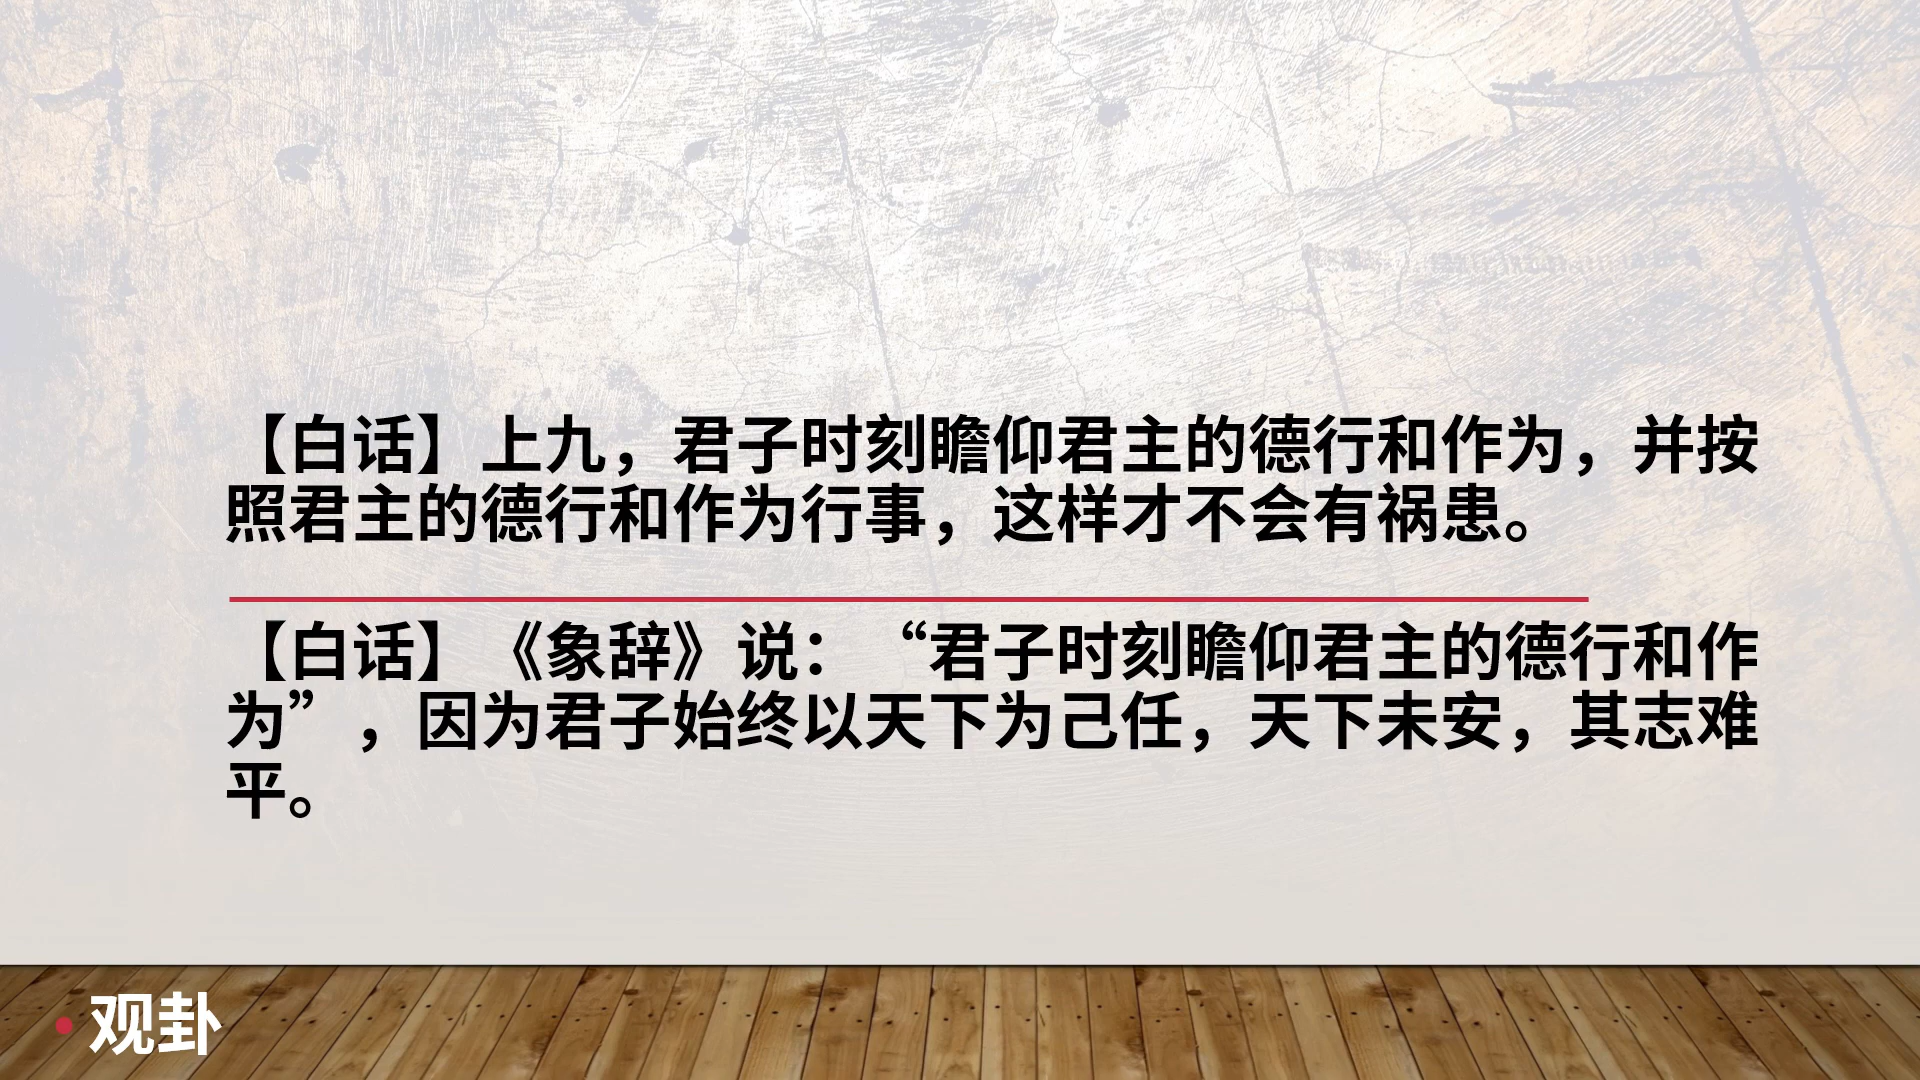 【白话】上九，君子时刻瞻仰君主的德行和作为，并按
照君主的德行和作为行事，这样才不会有祸患。
【白话】《象辞》说：“君子时刻瞻仰君主的德行和作
为”，因为君子始终以天下为己任，天下未安，其志难
平。
• 观卦